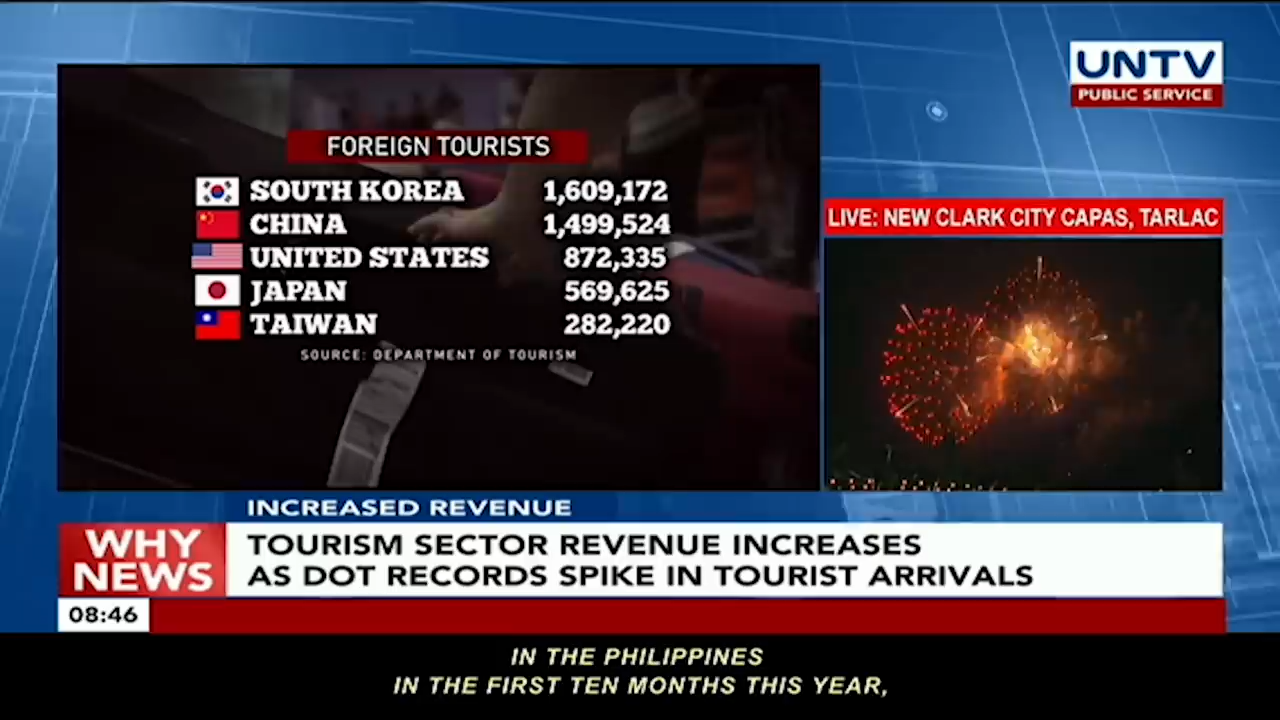 UNTV
PUBLIC SERVICE
FOREIGN TOURISTS
SOUTH KOREA 1,609,172
CHINA 1,499,524
UNITED STATES 872,335
JAPAN 569,625
TAIWAN 282,220
SOURCE: DEPARTMENT OF TOURISM
LIVE: NEW CLARK CITY CAPAS, TARLAC
INCREASED REVENUE
WHY
NEWS
TOURISM SECTOR REVENUE INCREASES
AS DOT RECORDS SPIKE IN TOURIST ARRIVALS
08:46
IN THE PHILIPPINES
IN THE FIRST TEN MONTHS THIS YEAR,